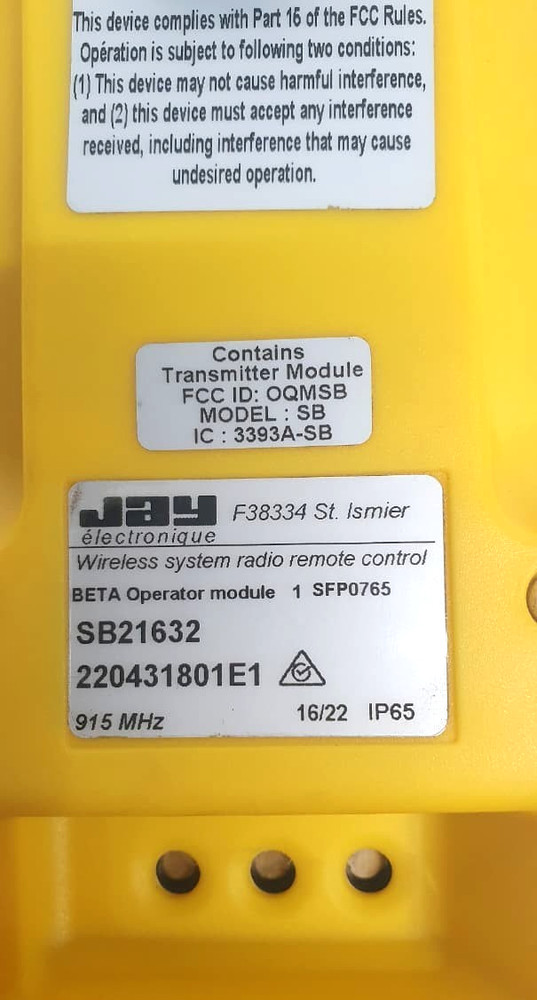 This device complies with Part 15 of the FCC Rules.
Opération is subject to following two conditions:
(1) This device may not cause harmful interference,
and (2) this device must accept any interference
received, including interference that may cause
undesired operation.
Contains
Transmitter Module
FCC ID: OQMSB
MODEL : SB
IC : 3393A-SB
Jay F38334 St. Ismier
électronique
Wireless system radio remote control
BETA Operator module 1 SFP0765
SB21632
220431801E1
915 MHz 16/22 IP65